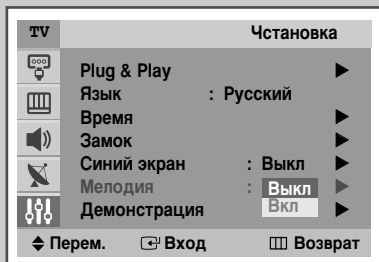 TV Чстановка
Plug & Play
Язык : Русский
Время
Замок
Синий экран : Выкл
Мелодия : Выкл
Вкл
Демонстрация
Перем. Вход Возврат